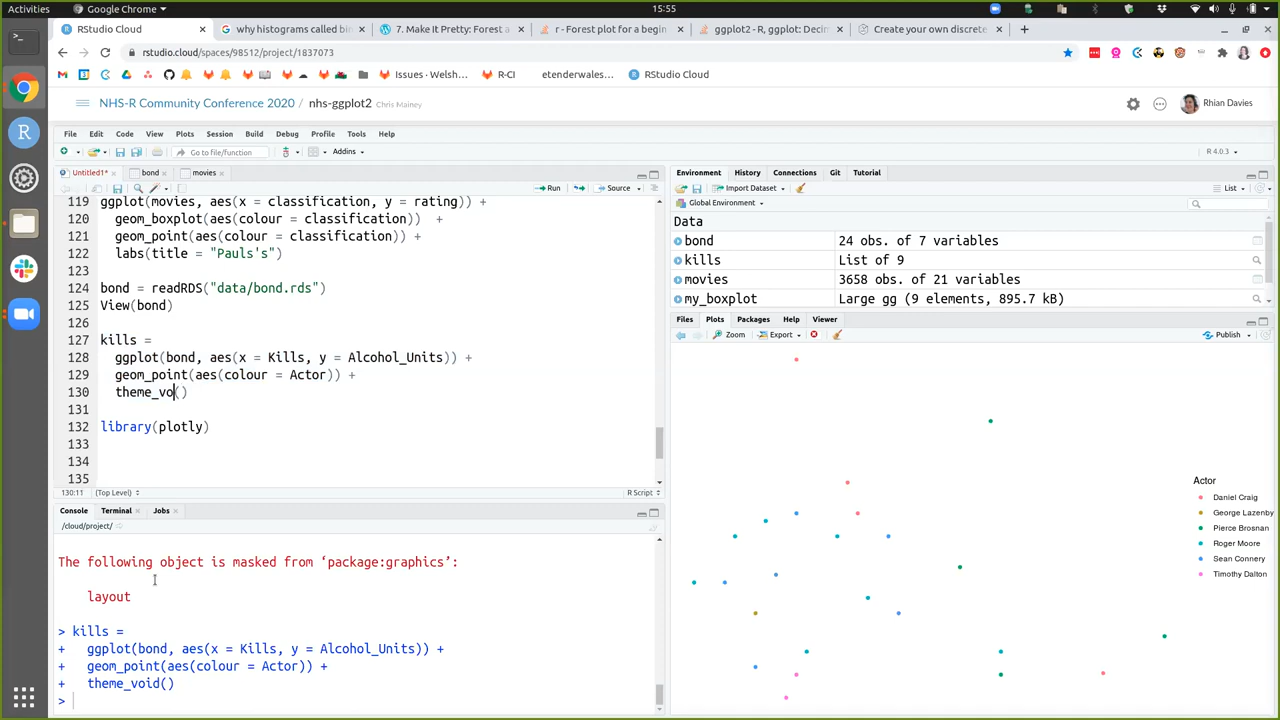 Activities
Google Chrome
15:55
RStudio Cloud
why histograms called bin
7. Make It Pretty: Forest a
r - Forest plot for a begin
ggplot2 - R, ggplot: Decim
Create your own discrete
rstudio.cloud/spaces/98512/project/1837073
Issues · Welsh...
R-CI
etenderwales...
RStudio Cloud
NHS-R Community Conference 2020 / nhs-ggplot2
Chris Mainey
Rhian Davies
File Edit Code View Plots Session Build Debug Profile Tools Help
Go to file/function
Addins
R 4.0.3
Untitled1*
bond
movies
Run
Source
119 ggplot(movies, aes(x = classification, y = rating)) +
120 geom_boxplot(aes(colour = classification)) +
121 geom_point(aes(colour = classification)) +
122 labs(title = "Pauls's")
123
124 bond = readRDS("data/bond.rds")
125 View(bond)
126
127 kills =
128 ggplot(bond, aes(x = Kills, y = Alcohol_Units)) +
129 geom_point(aes(colour = Actor)) +
130 theme_vo()
131
132 library(plotly)
133
134
135
130:11 (Top Level)
R Script
Console Terminal Jobs
/cloud/project/
The following object is masked from ‘package:graphics’:
layout
> kills =
+ ggplot(bond, aes(x = Kills, y = Alcohol_Units)) +
+ geom_point(aes(colour = Actor)) +
+ theme_void()
>
Environment History Connections Git Tutorial
Import Dataset
List
Global Environment
Data
bond 24 obs. of 7 variables
kills List of 9
movies 3658 obs. of 21 variables
my_boxplot Large gg (9 elements, 895.7 kB)
Files Plots Packages Help Viewer
Zoom Export
Publish
Actor
Daniel Craig
George Lazenby
Pierce Brosnan
Roger Moore
Sean Connery
Timothy Dalton